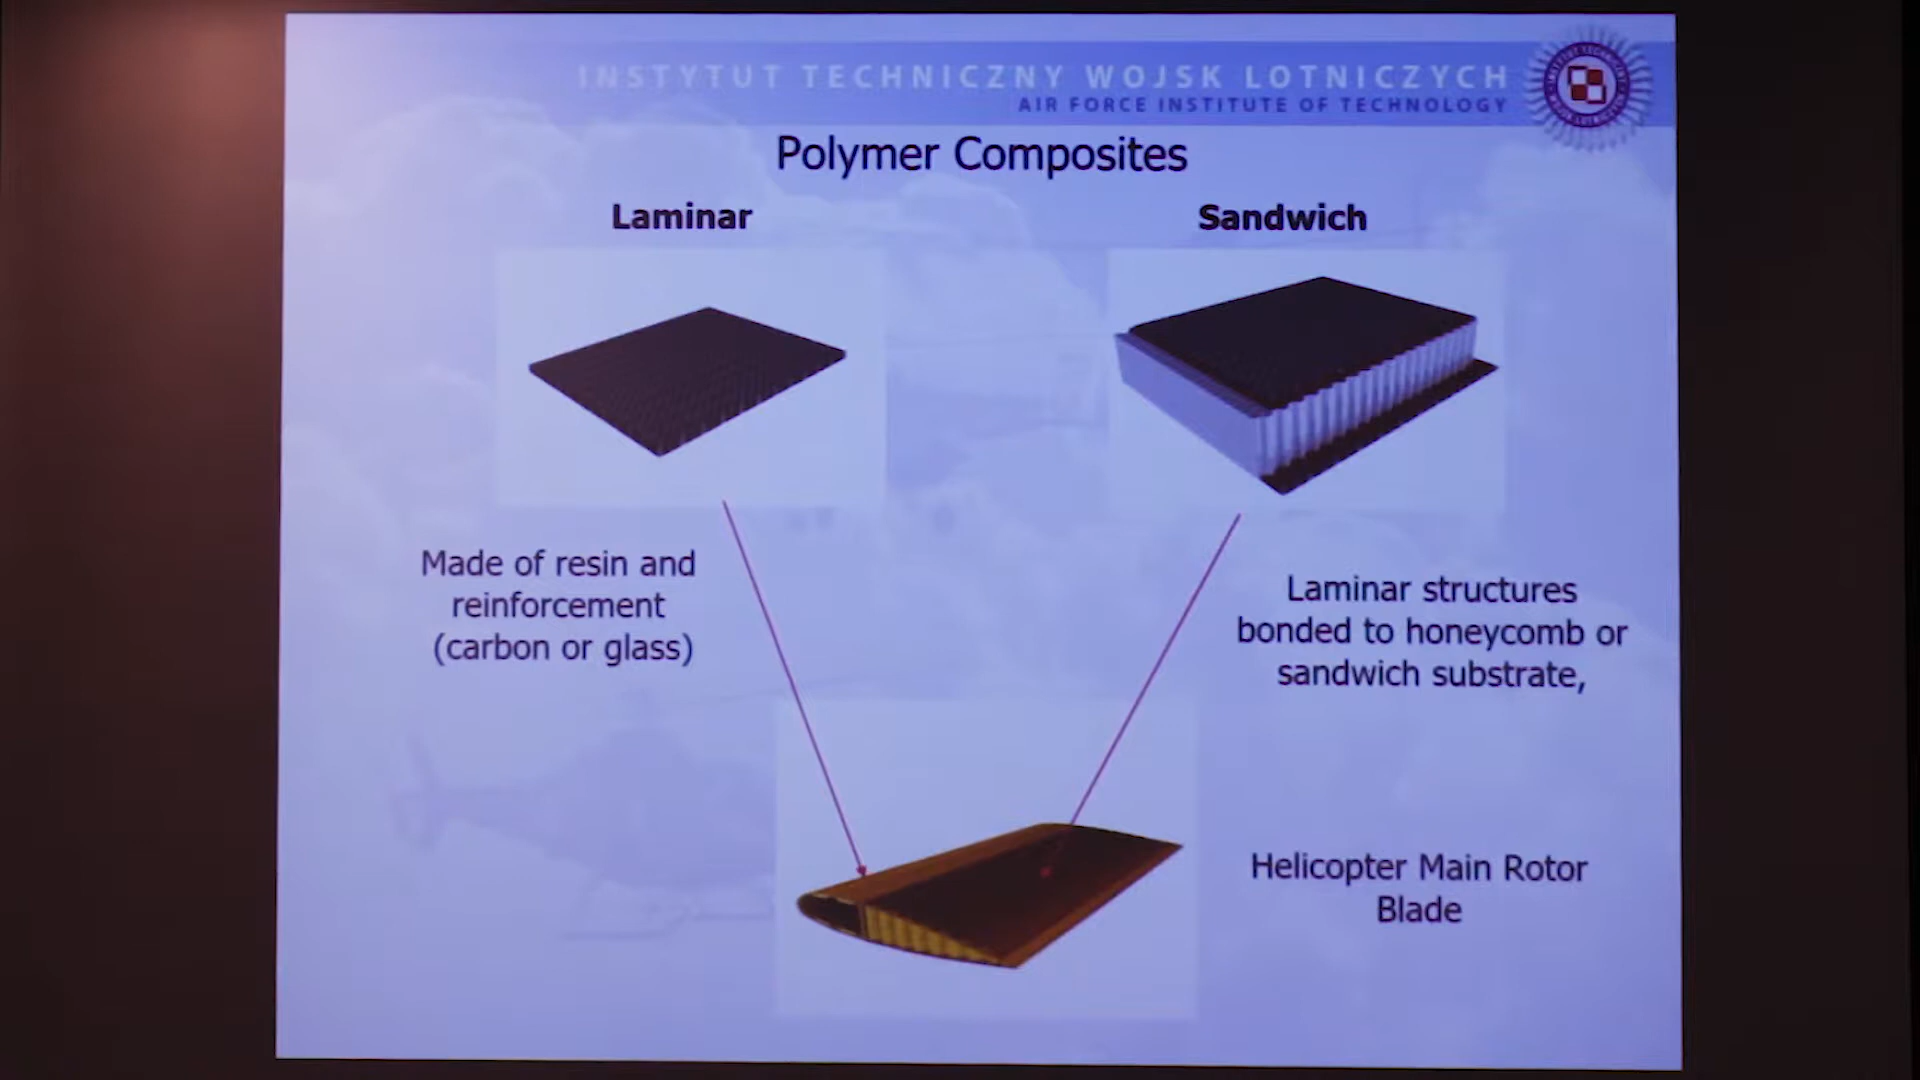 INSTYTUT TECHNICZNY WOJSK LOTNICZYCH
AIR FORCE INSTITUTE OF TECHNOLOGY
Polymer Composites
Laminar
Sandwich
Made of resin and
reinforcement
(carbon or glass)
Laminar structures
bonded to honeycomb or
sandwich substrate,
Helicopter Main Rotor
Blade